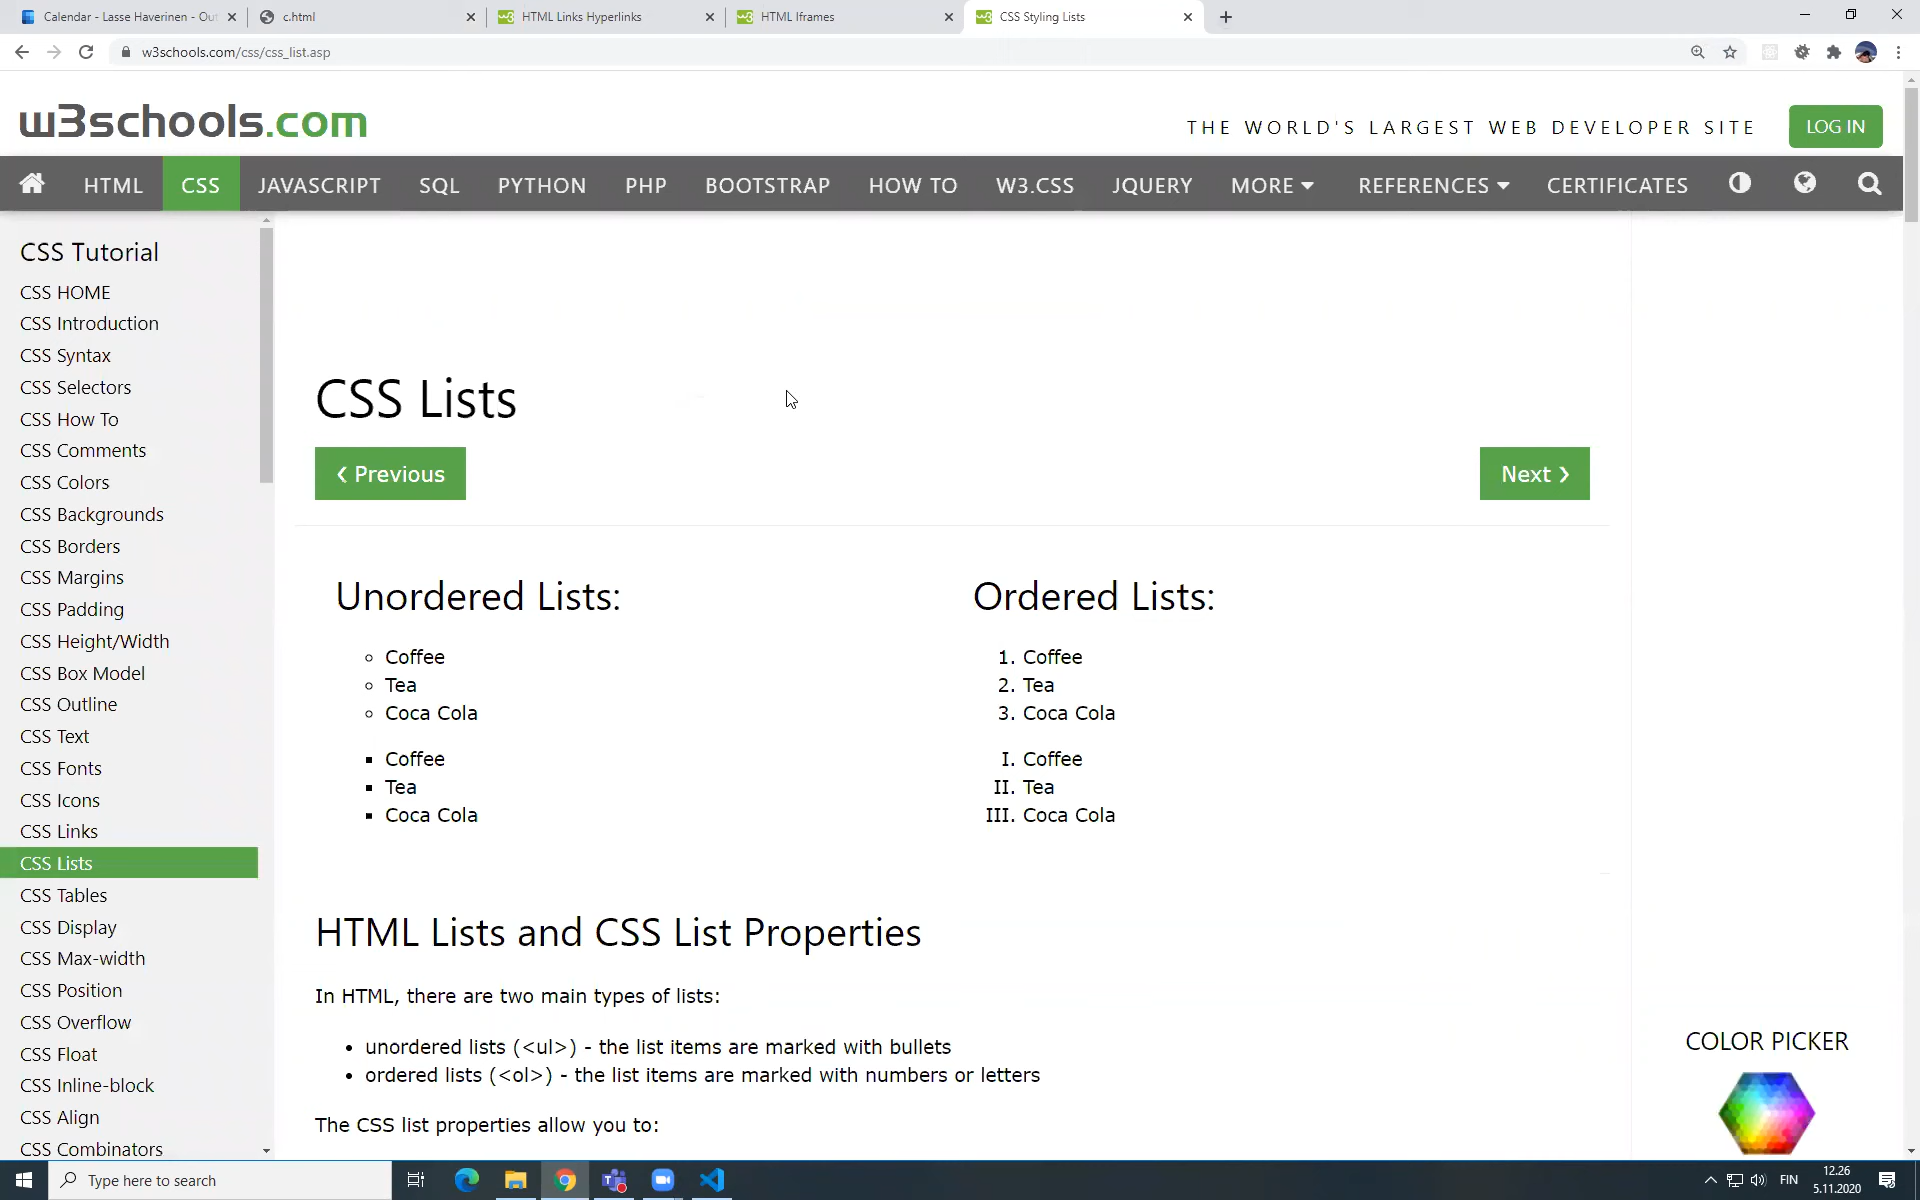 Calendar - Lasse Haverinen - Out
c.html
HTML Links Hyperlinks
HTML Iframes
CSS Styling Lists
w3schools.com/css/css_list.asp
w3schools.com
THE WORLD'S LARGEST WEB DEVELOPER SITE
LOG IN
HTML CSS JAVASCRIPT SQL PYTHON PHP BOOTSTRAP HOW TO W3.CSS JQUERY MORE REFERENCES CERTIFICATES
CSS Tutorial
CSS HOME
CSS Introduction
CSS Syntax
CSS Selectors
CSS How To
CSS Comments
CSS Colors
CSS Backgrounds
CSS Borders
CSS Margins
CSS Padding
CSS Height/Width
CSS Box Model
CSS Outline
CSS Text
CSS Fonts
CSS Icons
CSS Links
CSS Lists
CSS Tables
CSS Display
CSS Max-width
CSS Position
CSS Overflow
CSS Float
CSS Inline-block
CSS Align
CSS Combinators
CSS Lists
❮ Previous
Next ❯
Unordered Lists:
Coffee
Tea
Coca Cola
Coffee
Tea
Coca Cola
Ordered Lists:
1. Coffee
2. Tea
3. Coca Cola
I. Coffee
II. Tea
III. Coca Cola
HTML Lists and CSS List Properties
In HTML, there are two main types of lists:
• unordered lists (<ul>) - the list items are marked with bullets
• ordered lists (<ol>) - the list items are marked with numbers or letters
The CSS list properties allow you to:
COLOR PICKER
Type here to search
FIN
12.26
5.11.2020